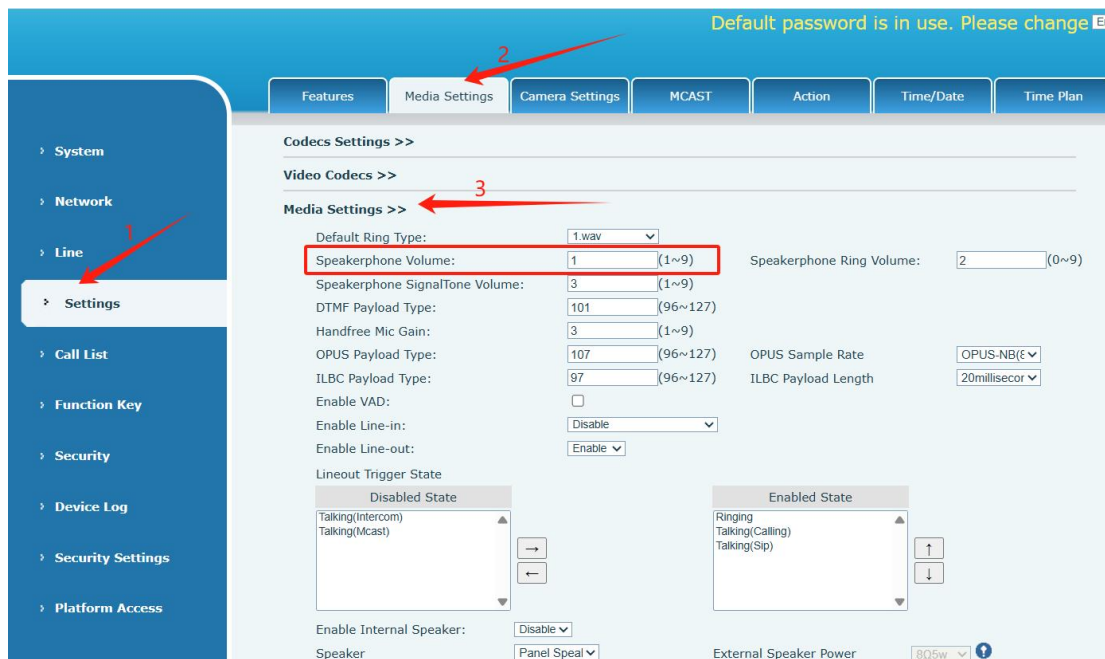 Default password is in use. Please change
2
Features Media Settings Camera Settings MCAST Action Time/Date Time Plan
System
Network
1
Line
Settings
Call List
Function Key
Security
Device Log
Security Settings
Platform Access
Codecs Settings >>
Video Codecs >>
3
Media Settings >>
Default Ring Type: 1.wav
Speakerphone Volume: 1 (1~9) Speakerphone Ring Volume: 2 (0~9)
Speakerphone SignalTone Volume: 3 (1~9)
DTMF Payload Type: 101 (96~127)
Handfree Mic Gain: 3 (1~9)
OPUS Payload Type: 107 (96~127) OPUS Sample Rate OPUS-NB(8
ILBC Payload Type: 97 (96~127) ILBC Payload Length 20millisecor
Enable VAD:
Enable Line-in: Disable
Enable Line-out: Enable
Lineout Trigger State
Disabled State Enabled State
Talking(Intercom) Ringing
Talking(Mcast) Talking(Calling)
Talking(Sip)
→ ↑
← ↓
Enable Internal Speaker: Disable
Speaker Panel Speal External Speaker Power 8Ω5w